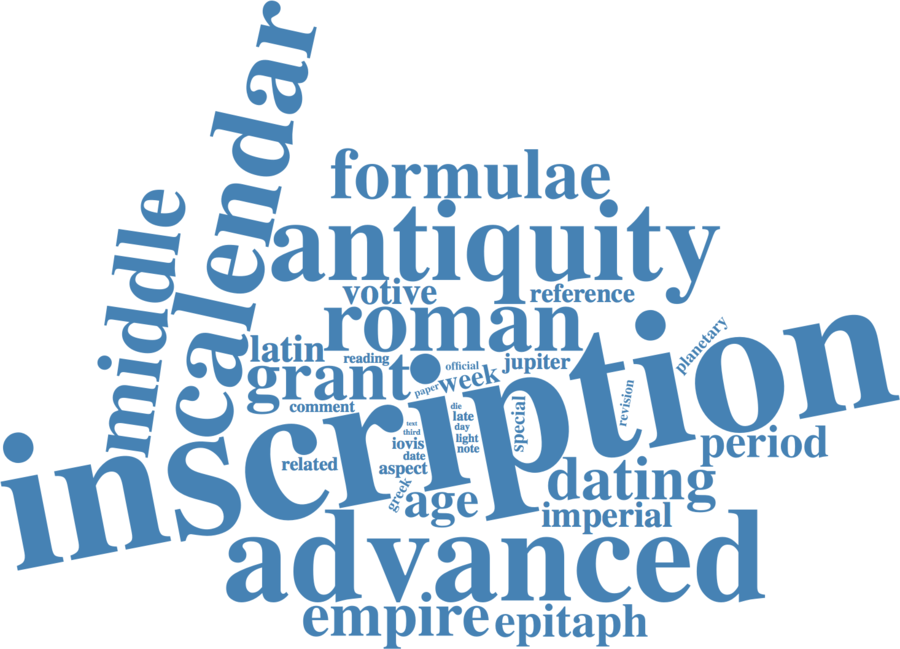 calendar
middle
formulae
antiquity
votive
reference
roman
latin
reading
grant
official
jupiter
planetary
paper
week
comment
inscription
die
late
day
light
note
text
third
iovis
date
aspect
special
revision
related
greek
age
period
dating
imperial
advanced
empire
epitaph